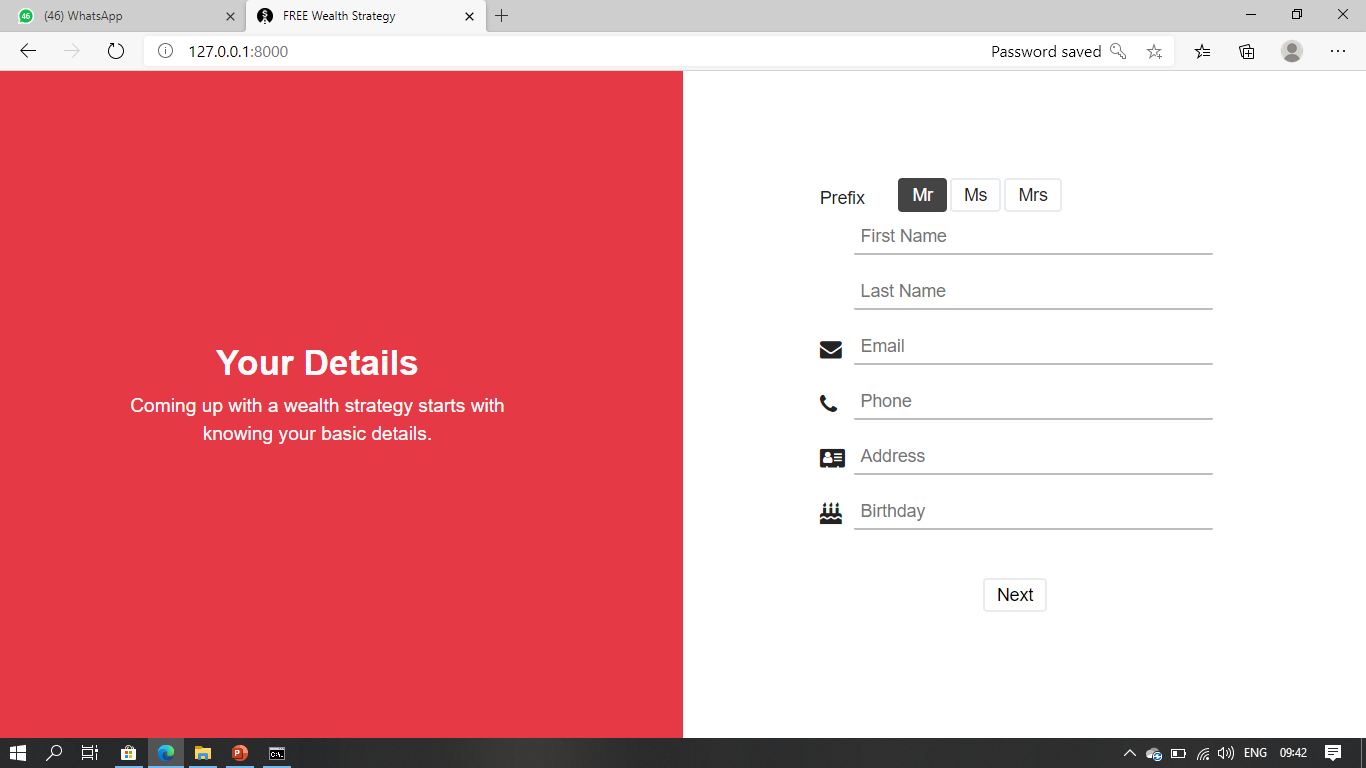 46 (46) WhatsApp
FREE Wealth Strategy
127.0.0.1:8000
Password saved
Your Details
Coming up with a wealth strategy starts with
knowing your basic details.
Prefix Mr Ms Mrs
First Name
Last Name
Email
Phone
Address
Birthday
Next
ENG 09:42